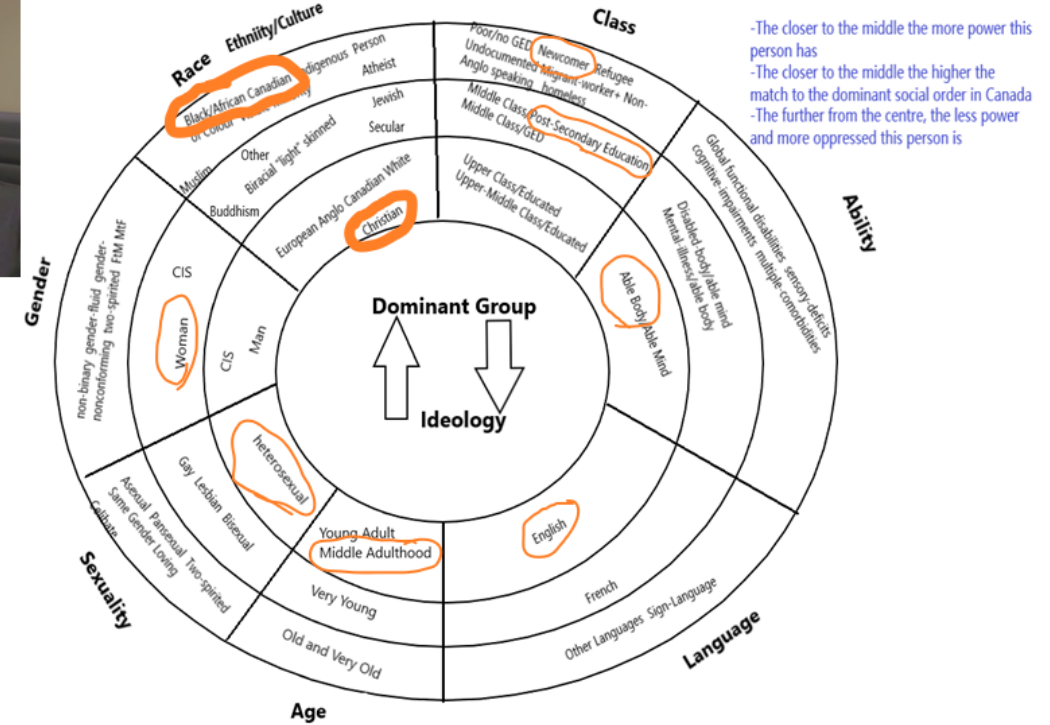 Race Ethniity/Culture
Black/African Canadian
Indigenous Person
Atheist
of Colour
Jewish
Other
Secular
Biracial "light" skinned
Muslim
Buddhism
European Anglo Canadian White
Christian
Class
Poor/no GED Newcomer Refugee
Undocumented Migrant-worker+ Non-
Anglo speaking homeless
Middle Class/Post-Secondary Education
Middle Class/GED
Upper Class/Educated
Upper-Middle Class/Educated
-The closer to the middle the more power this
person has
-The closer to the middle the higher the
match to the dominant social order in Canada
-The further from the centre, the less power
and more oppressed this person is
Ability
Global functional disabilities sensory-deficits
cognitive-impairments multiple-comorbidities
Disabled-body/able mind
Mental-illness/able body
Able Body/Able Mind
Gender
non-binary gender-fluid gender-
nonconforming two-spirited FtM MtF
CIS
Woman
CIS Man
Dominant Group
Ideology
Sexuality
heterosexual
Gay Lesbian Bisexual
Asexual Pansexual Two-spirited
Same Gender Loving
Celibate
Age
Young Adult
Middle Adulthood
Very Young
Old and Very Old
Language
English
French
Other Languages Sign-Language